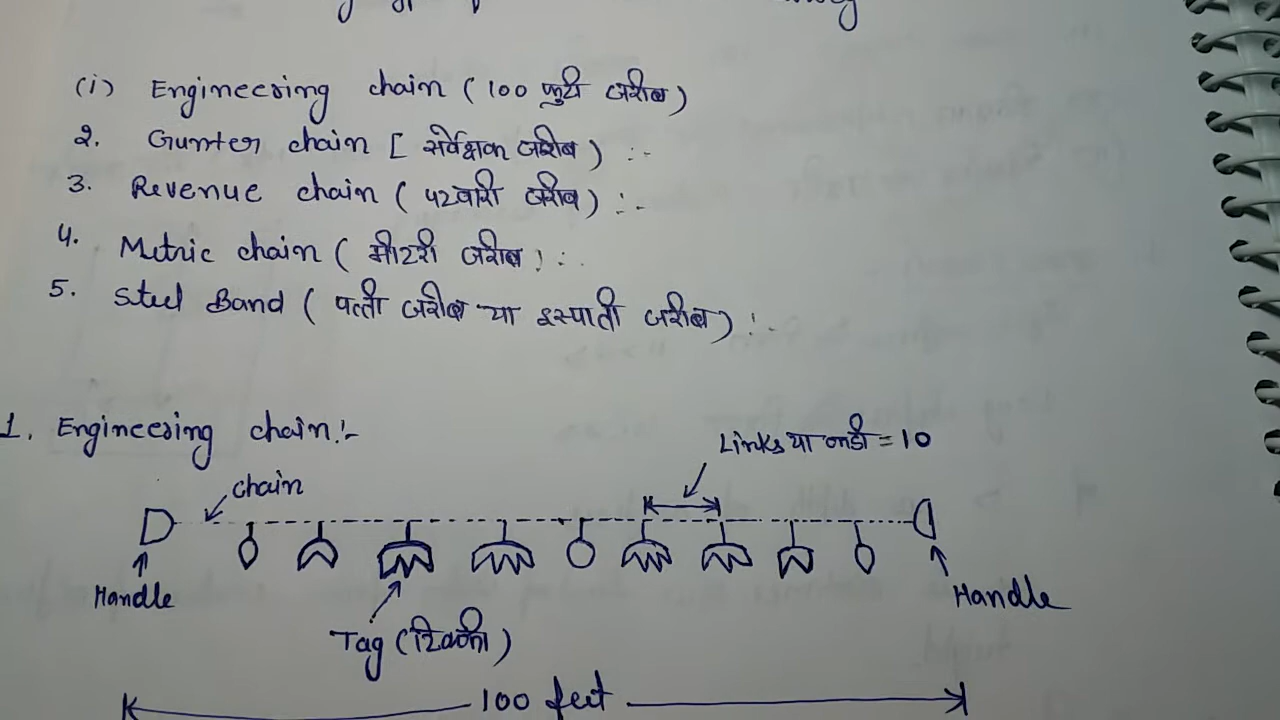 (i) Engineering chain (100 फुटी जरीब)
2. Gunter chain [ सर्वेक्षक जरीब) :-
3. Revenue chain (पटवारी जरीब) :-
4. Metric chain ( मीटरी जरीब ) :-
5. Steel Band ( पत्ती जरीब या इस्पाती जरीब) :-
1. Engineering chain:-
Links या कडी = 10
chain
Handle
Handle
Tag (टिक्की)
100 feet